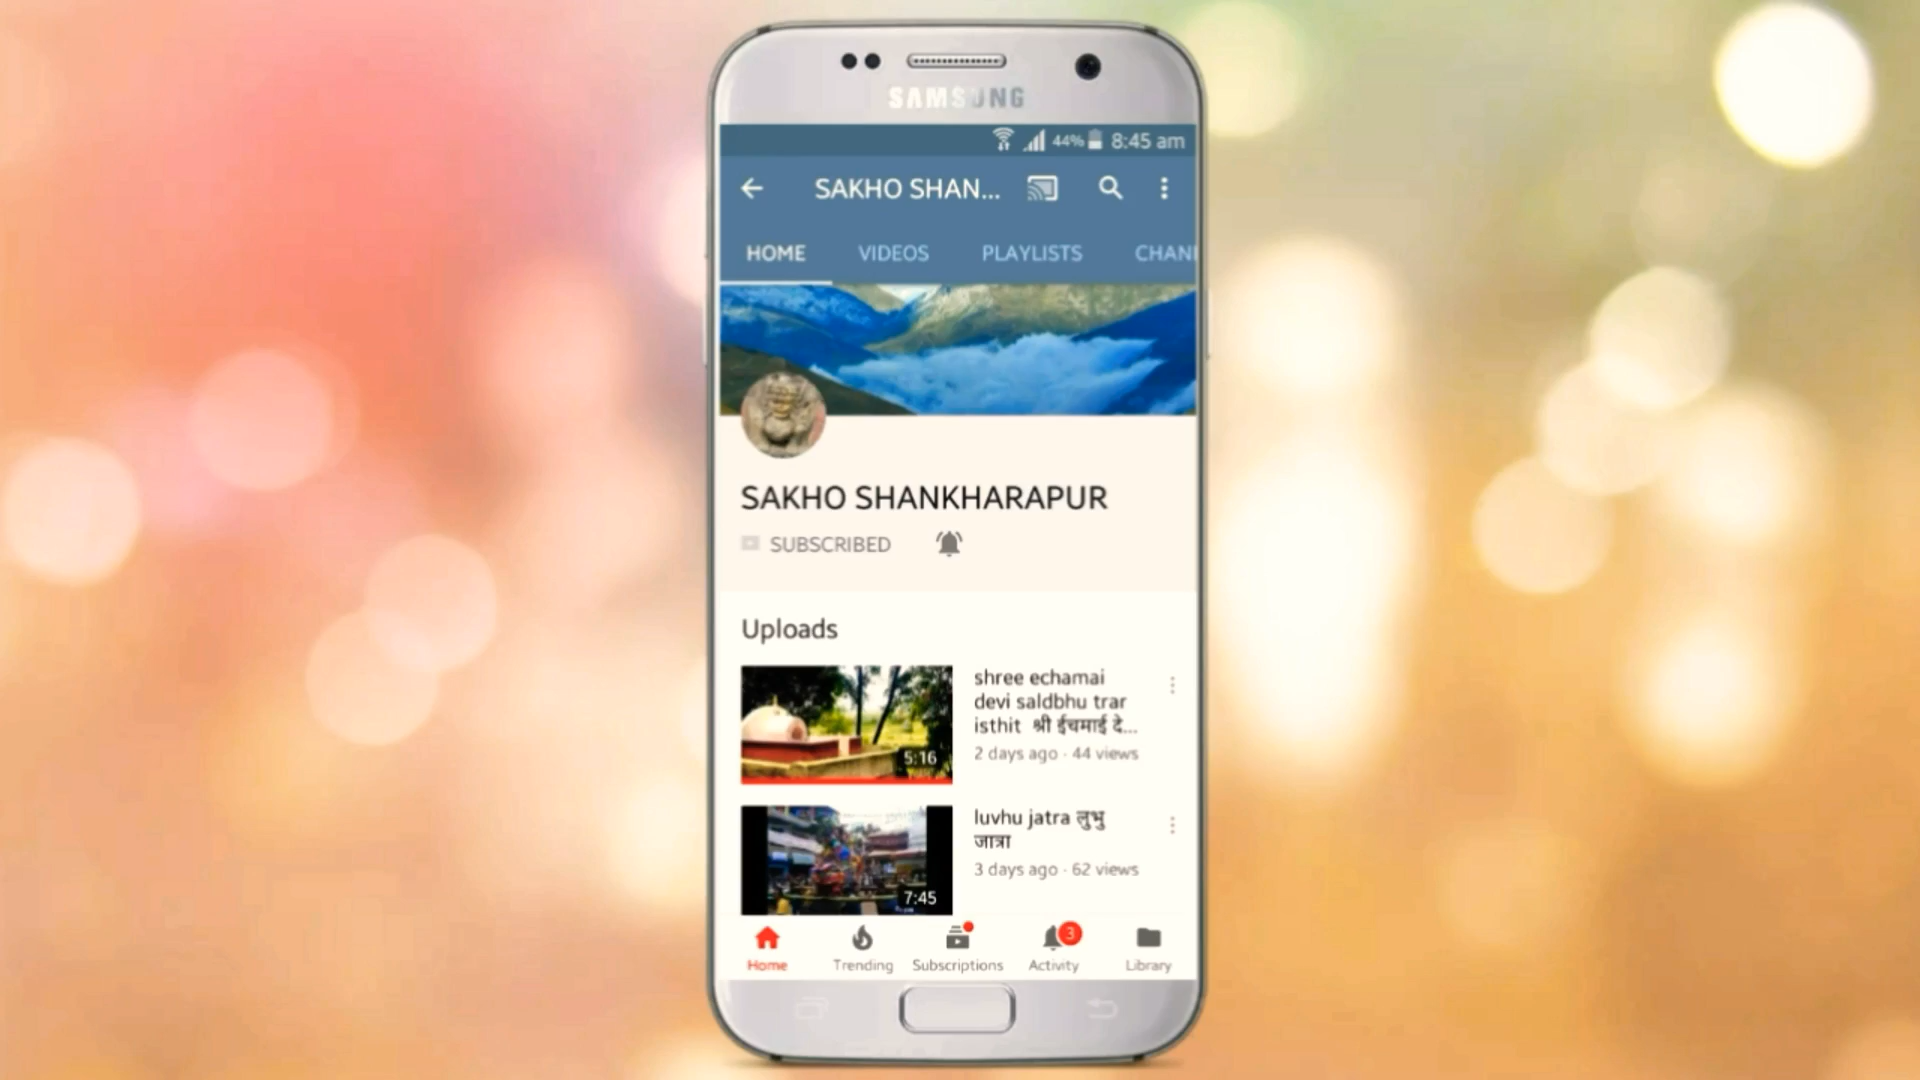 SAMSUNG
44% 8:45 am
SAKHO SHAN...
HOME VIDEOS PLAYLISTS CHAN
SAKHO SHANKHARAPUR
SUBSCRIBED
Uploads
shree echamai
devi saldbhu trar
isthit श्री ईचमाई दे...
2 days ago · 44 views
5:16
luvhu jatra लुभु
जात्रा
3 days ago · 62 views
7:45
3
Home Trending Subscriptions Activity Library